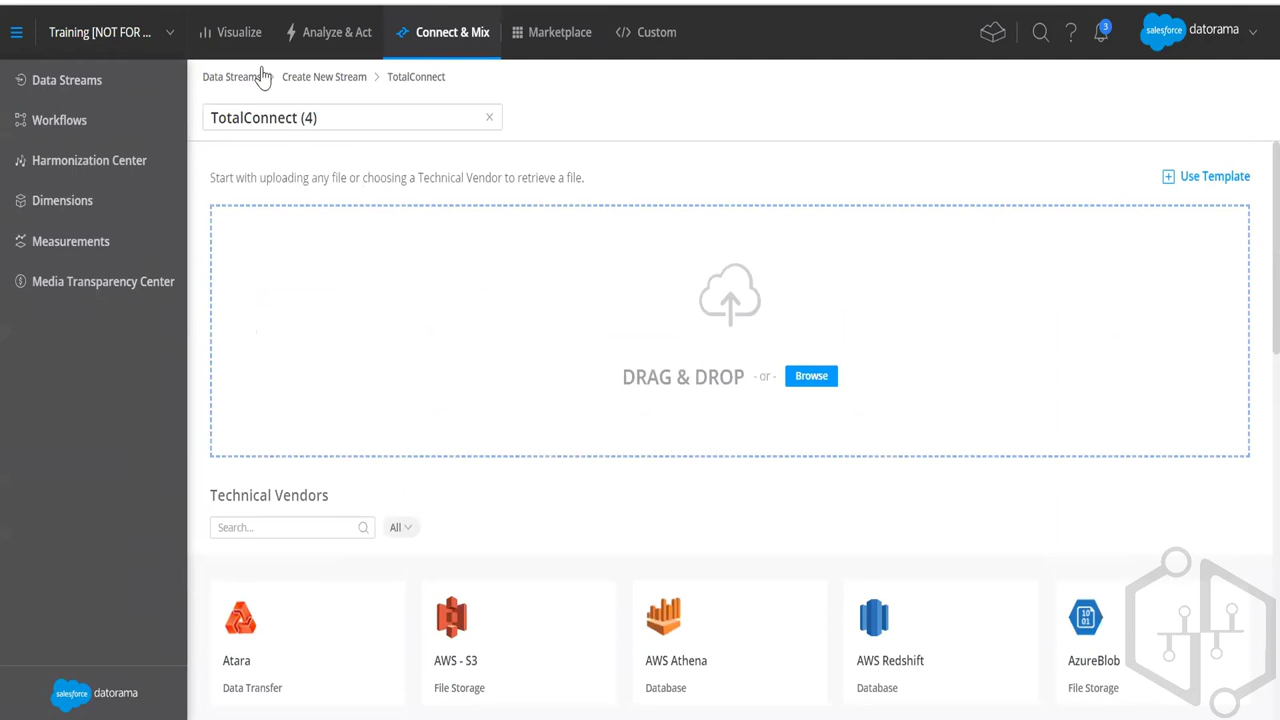 Training [NOT FOR ...
Visualize
Analyze & Act
Connect & Mix
Marketplace
Custom
3
salesforce datorama
Data Streams
Workflows
Harmonization Center
Dimensions
Measurements
Media Transparency Center
salesforce datorama
Data Streams > Create New Stream > TotalConnect
TotalConnect (4)
Start with uploading any file or choosing a Technical Vendor to retrieve a file.
Use Template
DRAG & DROP - or - Browse
Technical Vendors
Search...
All
Atara
Data Transfer
AWS - S3
File Storage
AWS Athena
Database
AWS Redshift
Database
10
01
AzureBlob
File Storage